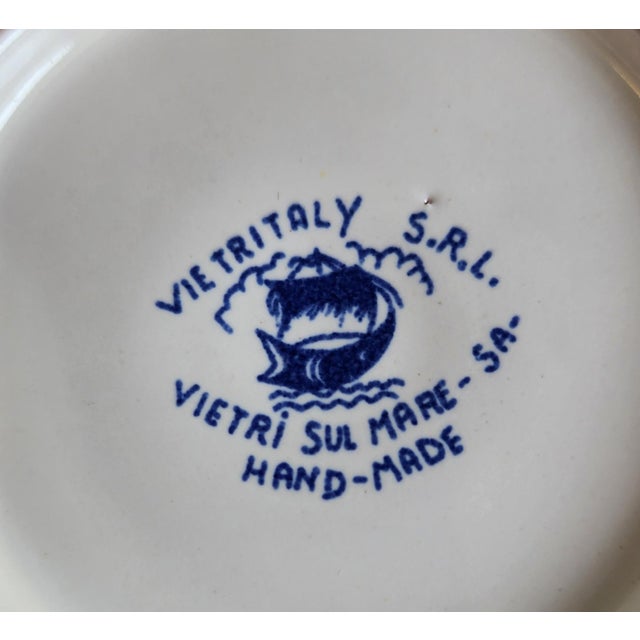 VIETRITALY S.R.L.
VIETRI SUL MARE-SA-
HAND-MADE